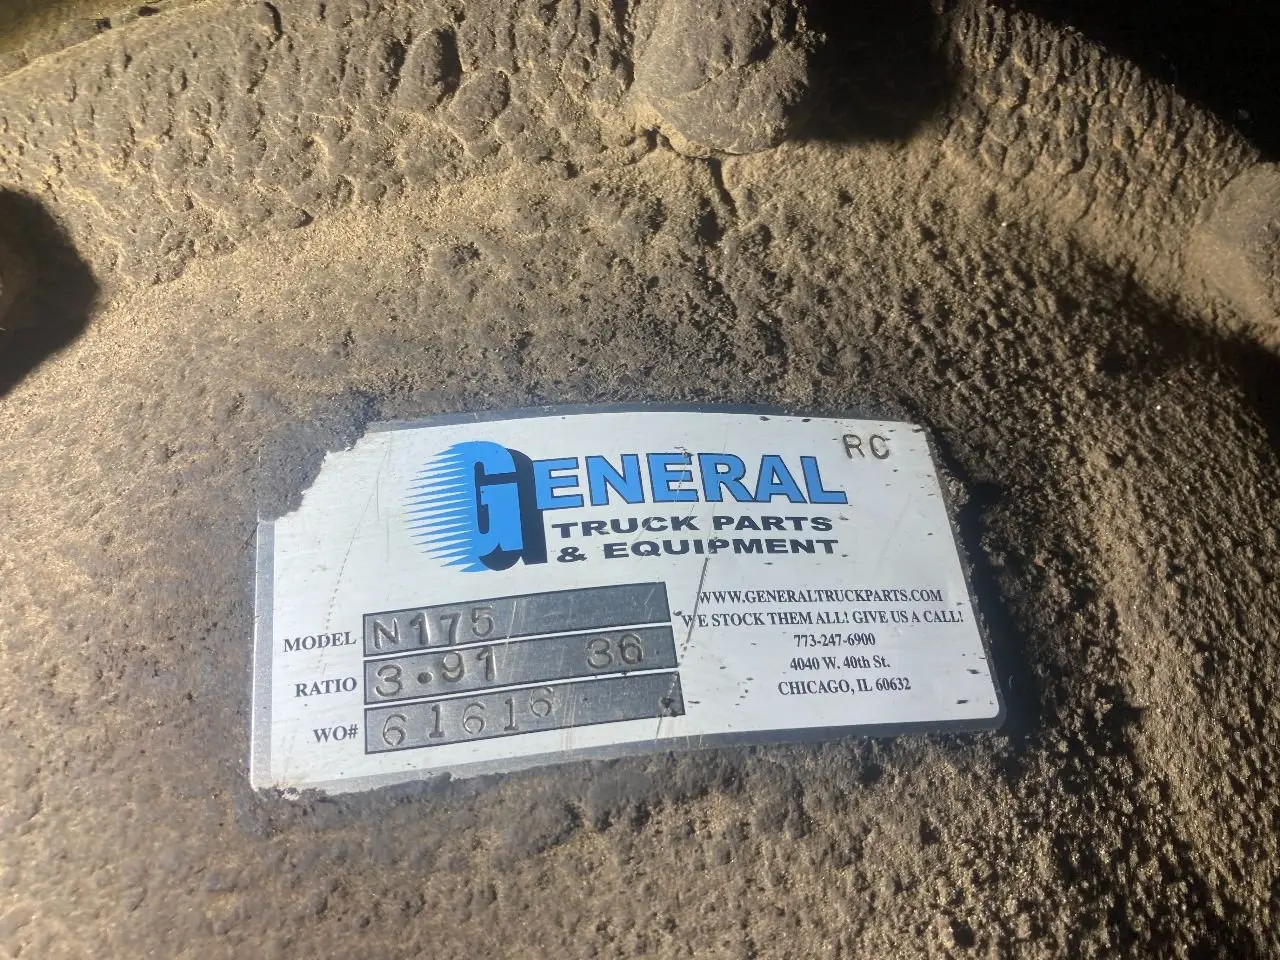 RC
GENERAL
TRUCK PARTS
& EQUIPMENT
WWW.GENERALTRUCKPARTS.COM
WE STOCK THEM ALL! GIVE US A CALL!
773-247-6900
4040 W. 40th St.
CHICAGO, IL 60632
MODEL N175
RATIO 3.91 36
WO# 61616